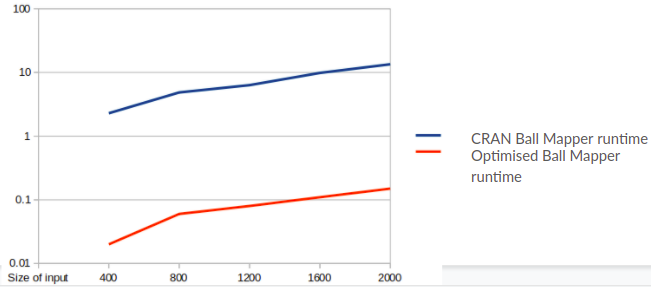 100
10
1
0.1
0.01
Size of input 400 800 1200 1600 2000
CRAN Ball Mapper runtime
Optimised Ball Mapper
runtime